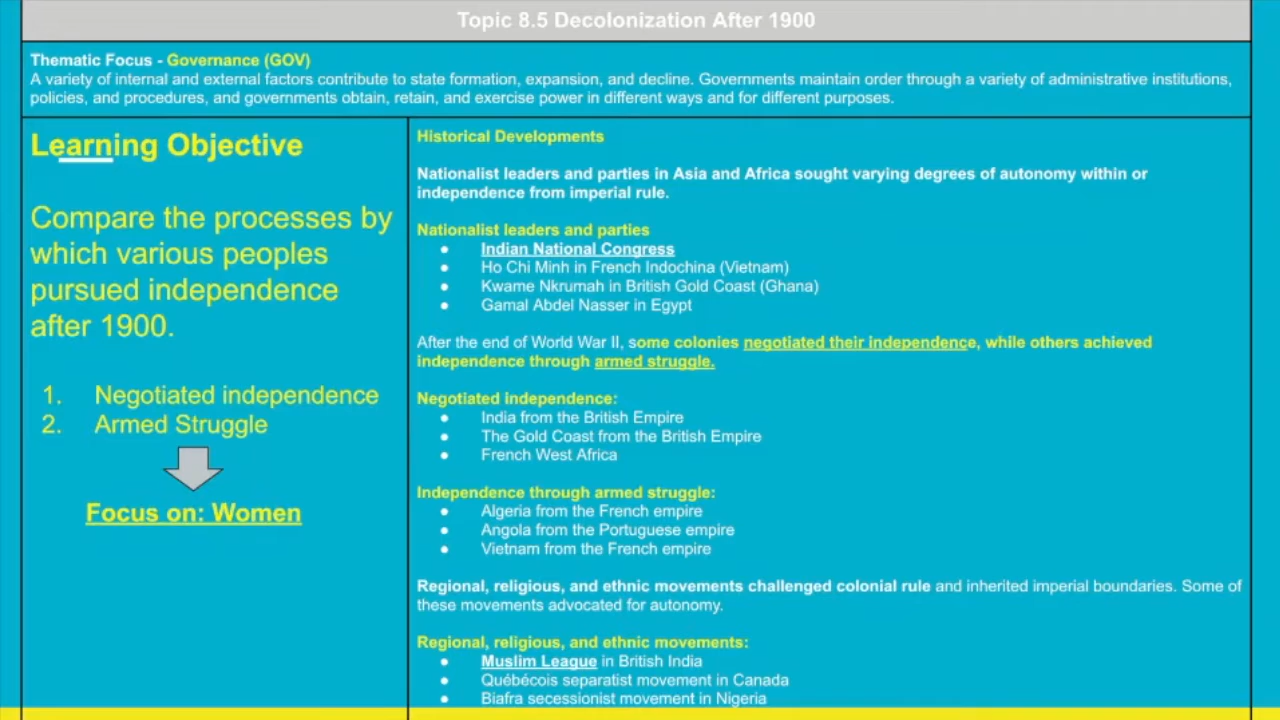 Topic 8.5 Decolonization After 1900
Thematic Focus - Governance (GOV)
A variety of internal and external factors contribute to state formation, expansion, and decline. Governments maintain order through a variety of administrative institutions,
policies, and procedures, and governments obtain, retain, and exercise power in different ways and for different purposes.
Learning Objective
Compare the processes by
which various peoples
pursued independence
after 1900.
1. Negotiated independence
2. Armed Struggle
Focus on: Women
Historical Developments
Nationalist leaders and parties in Asia and Africa sought varying degrees of autonomy within or
independence from imperial rule.
Nationalist leaders and parties
● Indian National Congress
● Ho Chi Minh in French Indochina (Vietnam)
● Kwame Nkrumah in British Gold Coast (Ghana)
● Gamal Abdel Nasser in Egypt
After the end of World War II, some colonies negotiated their independence, while others achieved
independence through armed struggle.
Negotiated independence:
● India from the British Empire
● The Gold Coast from the British Empire
● French West Africa
Independence through armed struggle:
● Algeria from the French empire
● Angola from the Portuguese empire
● Vietnam from the French empire
Regional, religious, and ethnic movements challenged colonial rule and inherited imperial boundaries. Some of
these movements advocated for autonomy.
Regional, religious, and ethnic movements:
● Muslim League in British India
● Québécois separatist movement in Canada
● Biafra secessionist movement in Nigeria